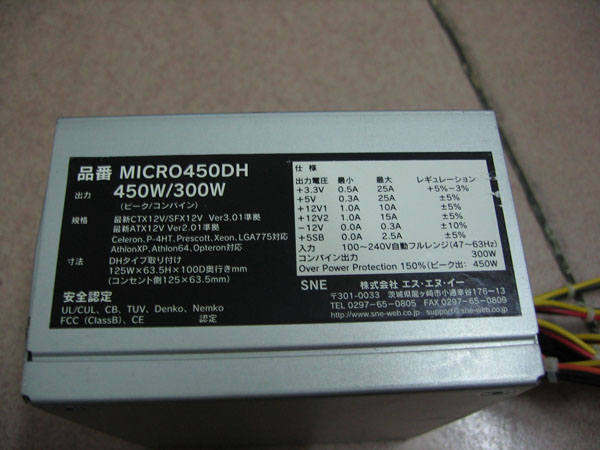 品番 MICRO450DH
出力 450W/300W
(ピーク/コンバイン)
規格 最新CTX12V/SFX12V Ver3.01準拠
最新ATX12V Ver2.01準拠
Celeron, P-4HT, Prescott, Xeon, LGA775対応
AthlonXP, Athlon64, Opteron対応
寸法 DHタイプ取り付け
125W×63.5H×100D奥行きmm
(コンセント側125×63.5mm)
安全認定
UL/CUL, CB, TUV, Denko, Nemko
FCC (ClassB), CE 認定
仕様
出力電圧 最小 最大 レギュレーション
+3.3V 0.5A 25A +5%-3%
+5V 0.3A 25A ±5%
+12V1 1.0A 10A ±5%
+12V2 1.0A 15A ±5%
-12V 0.0A 0.3A ±10%
+5SB 0.0A 2.5A ±5%
入力 100~240V自動フルレンジ(47~63Hz)
コンバイン出力 300W
Over Power Protection 150%(ピーク出: 450W
SNE 株式会社 エス・エヌ・イー
〒301-0033 茨城県龍ヶ崎市小通幸谷176-13
TEL 0297-65-0805 FAX 0297-65-0809
http://www.sne-web.co.jp support@sne-web.co.jp